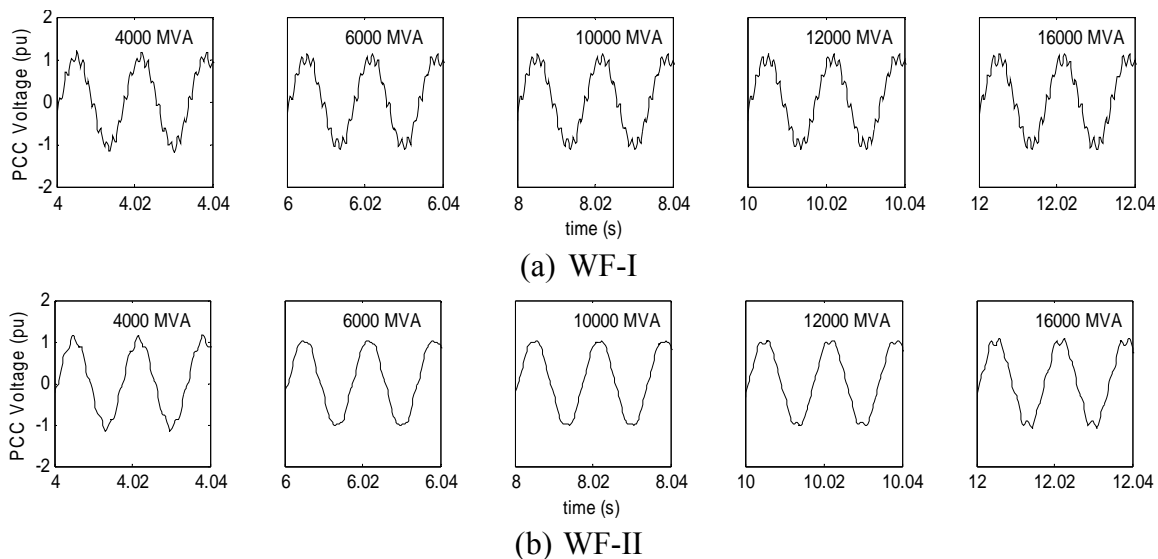 PCC Voltage (pu)
2
1
0
-1
-2
4000 MVA
6000 MVA
10000 MVA
12000 MVA
16000 MVA
4 4.02 4.04
6 6.02 6.04
8 8.02 8.04
10 10.02 10.04
12 12.02 12.04
time (s)
(a) WF-I
PCC Voltage (pu)
2
1
0
-1
-2
4000 MVA
6000 MVA
10000 MVA
12000 MVA
16000 MVA
4 4.02 4.04
6 6.02 6.04
8 8.02 8.04
10 10.02 10.04
12 12.02 12.04
time (s)
(b) WF-II